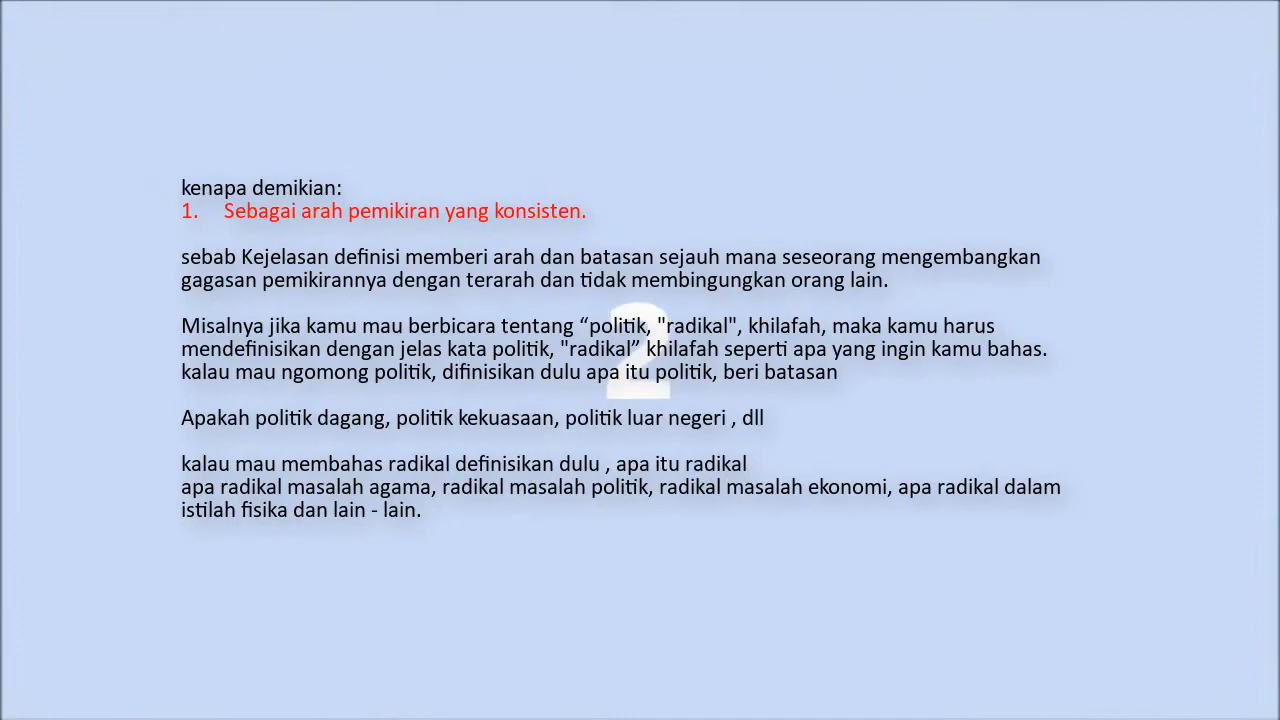 kenapa demikian:
1. Sebagai arah pemikiran yang konsisten.
sebab Kejelasan definisi memberi arah dan batasan sejauh mana seseorang mengembangkan
gagasan pemikirannya dengan terarah dan tidak membingungkan orang lain.
2
Misalnya jika kamu mau berbicara tentang “politik, "radikal", khilafah, maka kamu harus
mendefinisikan dengan jelas kata politik, "radikal” khilafah seperti apa yang ingin kamu bahas.
kalau mau ngomong politik, difinisikan dulu apa itu politik, beri batasan
Apakah politik dagang, politik kekuasaan, politik luar negeri , dll
kalau mau membahas radikal definisikan dulu , apa itu radikal
apa radikal masalah agama, radikal masalah politik, radikal masalah ekonomi, apa radikal dalam
istilah fisika dan lain - lain.